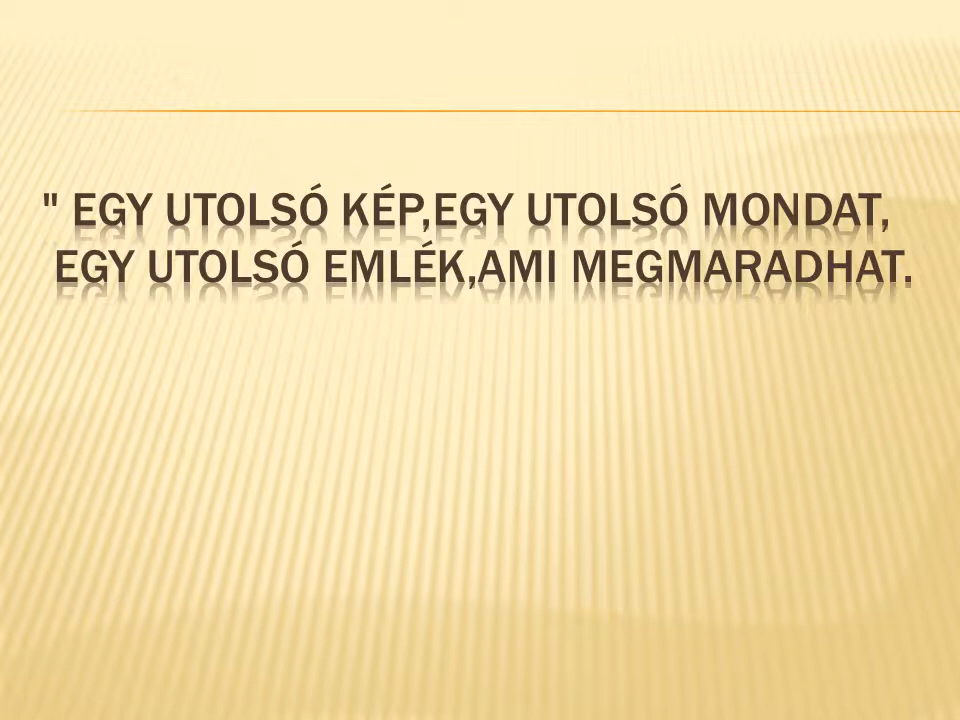 " EGY UTOLSÓ KÉP,EGY UTOLSÓ MONDAT,
EGY UTOLSÓ EMLÉK,AMI MEGMARADHAT.